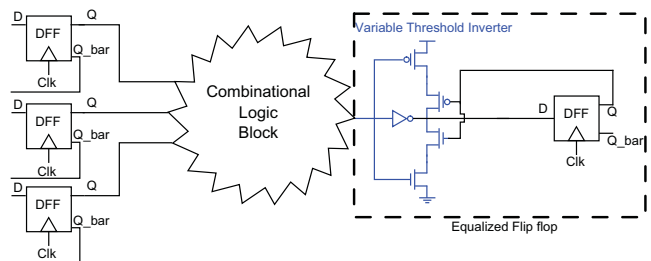 D
Q
DFF
Q_bar
Clk
D
Q
DFF
Q_bar
Clk
D
Q
DFF
Q_bar
Clk
Combinational
Logic
Block
Variable Threshold Inverter
D
DFF
Q
Q_bar
Clk
Equalized Flip flop